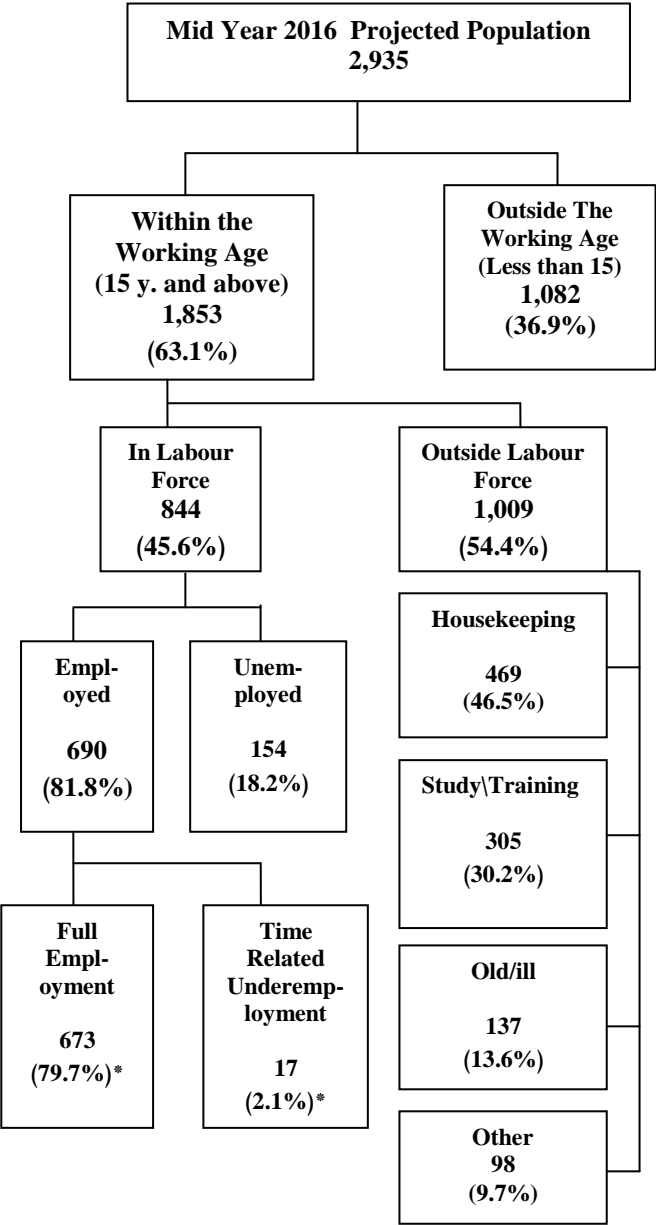 Mid Year 2016 Projected Population
2,935
Within the
Working Age
(15 y. and above)
1,853
(63.1%)
Outside The
Working Age
(Less than 15)
1,082
(36.9%)
In Labour
Force
844
(45.6%)
Outside Labour
Force
1,009
(54.4%)
Empl-
oyed
690
(81.8%)
Unem-
ployed
154
(18.2%)
Housekeeping
469
(46.5%)
Study\Training
305
(30.2%)
Full
Empl-
oyment
673
(79.7%)*
Time
Related
Underemp-
loyment
17
(2.1%)*
Old/ill
137
(13.6%)
Other
98
(9.7%)